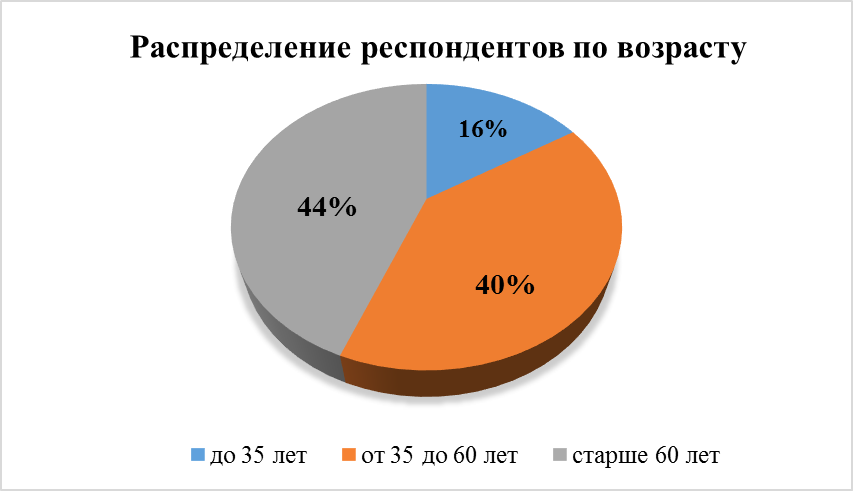 Распределение респондентов по возрасту
16%
44%
40%
до 35 лет от 35 до 60 лет старше 60 лет